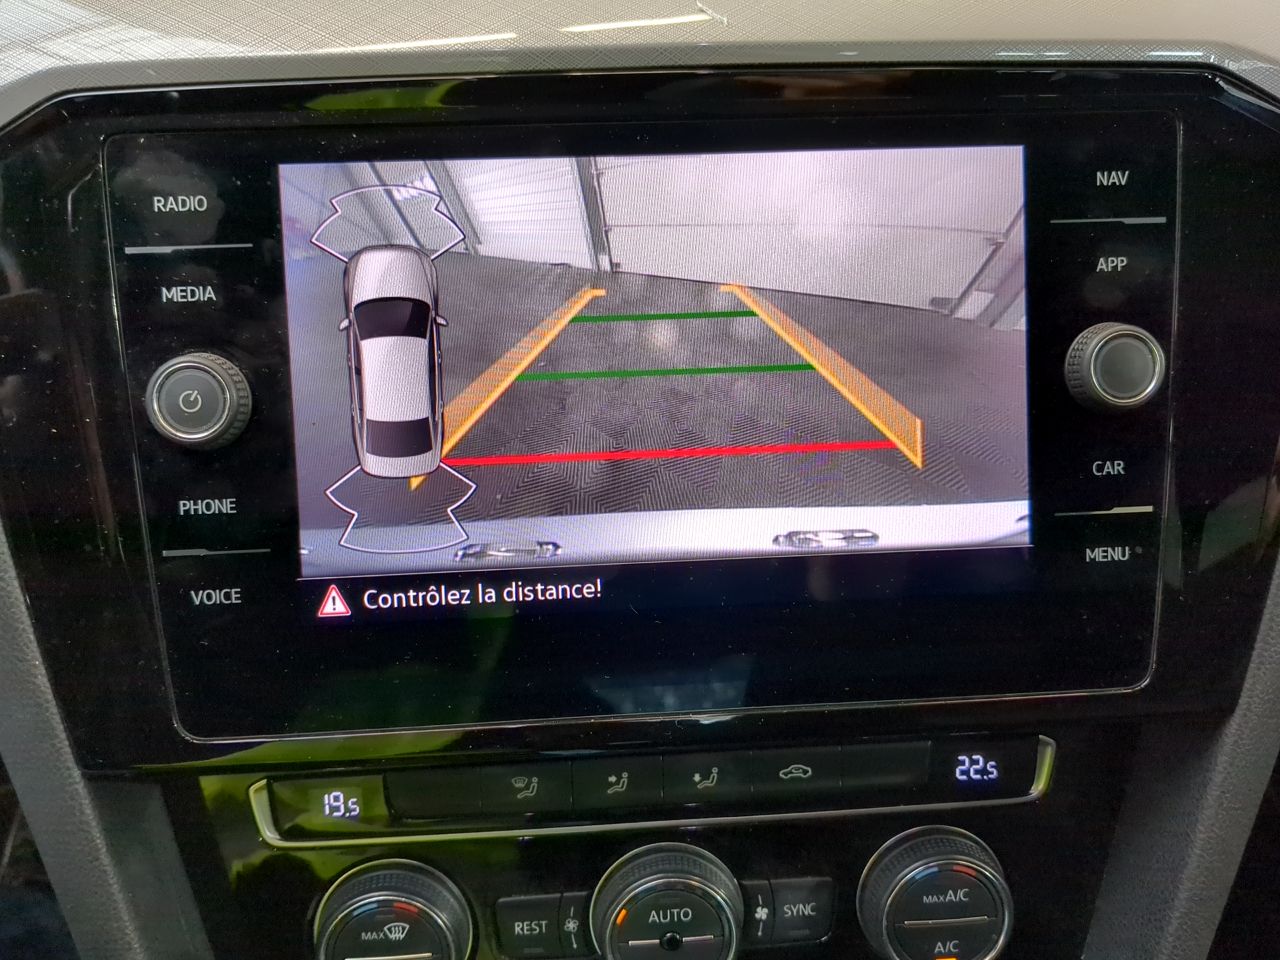 RADIO
MEDIA
PHONE
VOICE
NAV
APP
CAR
MENU
Contrôlez la distance!
19.5
22.5
MAX
REST
AUTO
SYNC
MAX A/C
A/C